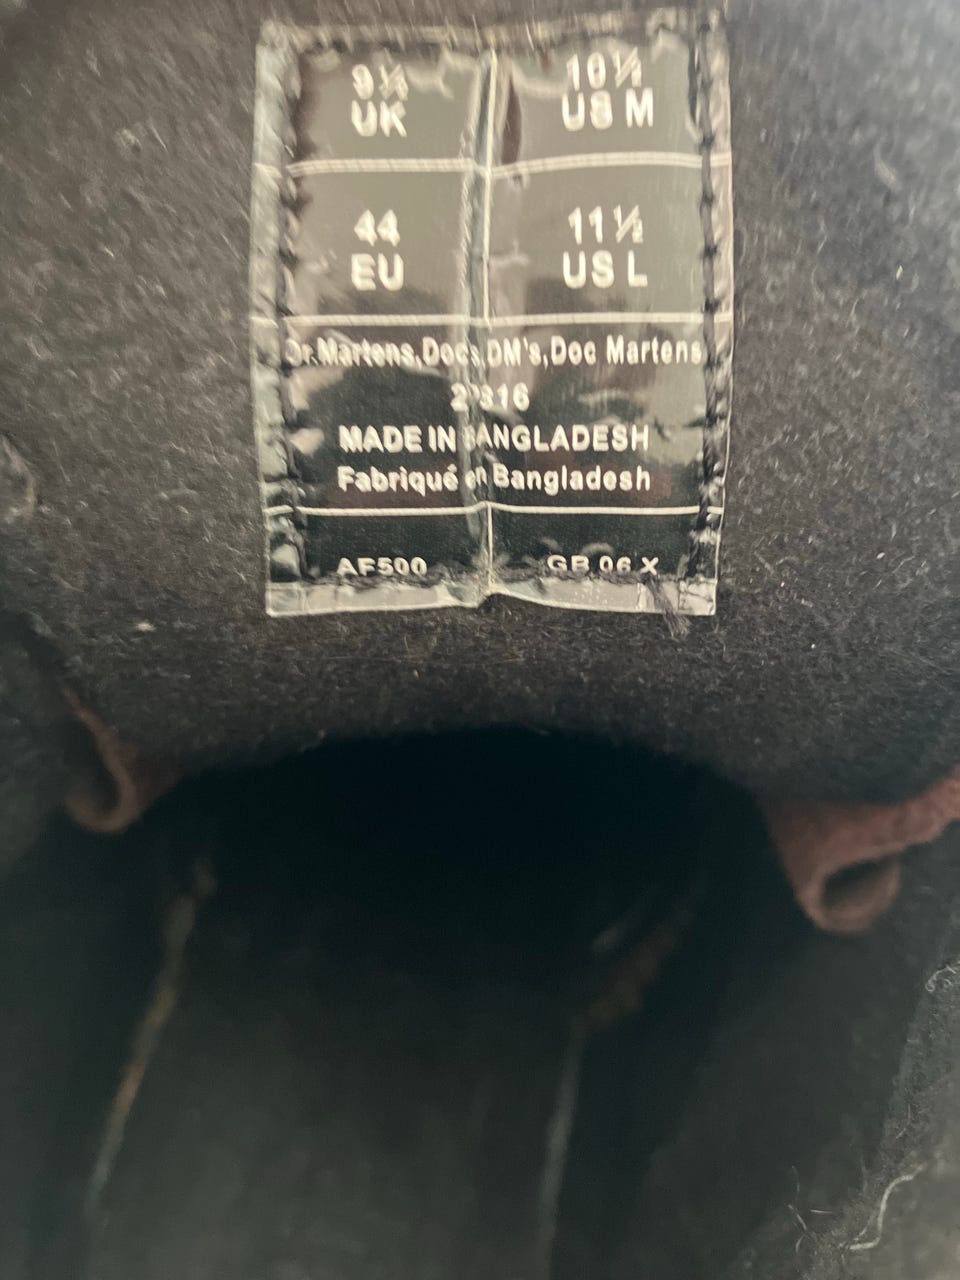 9½
UK
10½
US M
44
EU
11½
US L
Dr.Martens,Docs,DM's,Doc Martens
MADE IN BANGLADESH
Fabriqué en Bangladesh
AF500
GB 06 X